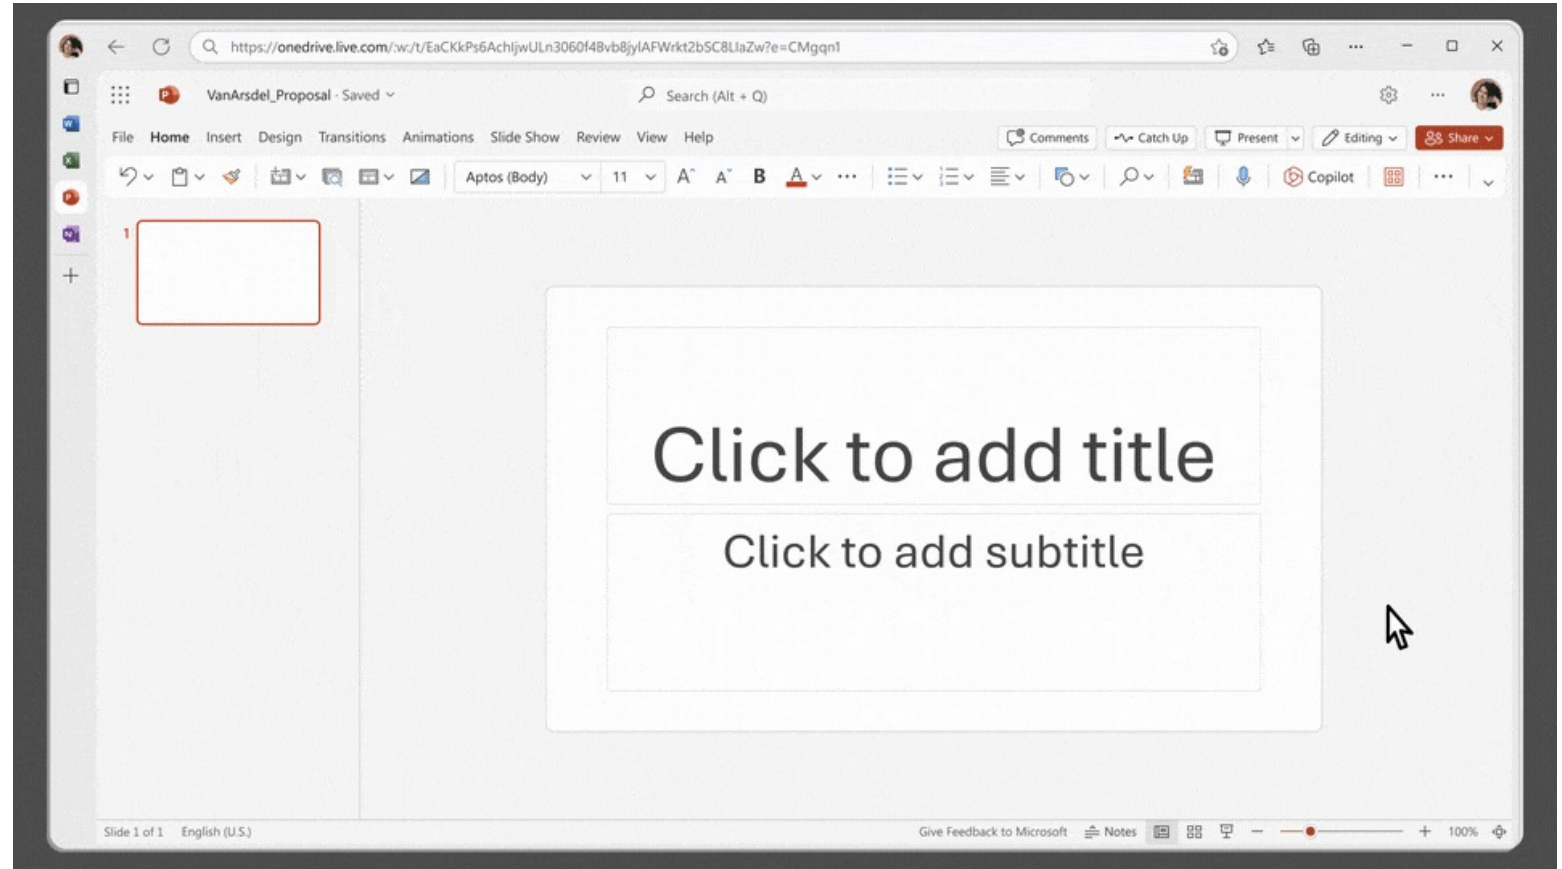 https://onedrive.live.com/:w:/t/EaCKkPs6AchIjwULn3060f4Bvb8jylAFWrkt2bSC8LIaZw?e=CMgqn1
VanArsdel_Proposal · Saved
Search (Alt + Q)
File Home Insert Design Transitions Animations Slide Show Review View Help Comments Catch Up Present Editing Share
Aptos (Body) 11 A A B A Copilot
1
Click to add title
Click to add subtitle
Slide 1 of 1 English (U.S.) Give Feedback to Microsoft Notes 100%